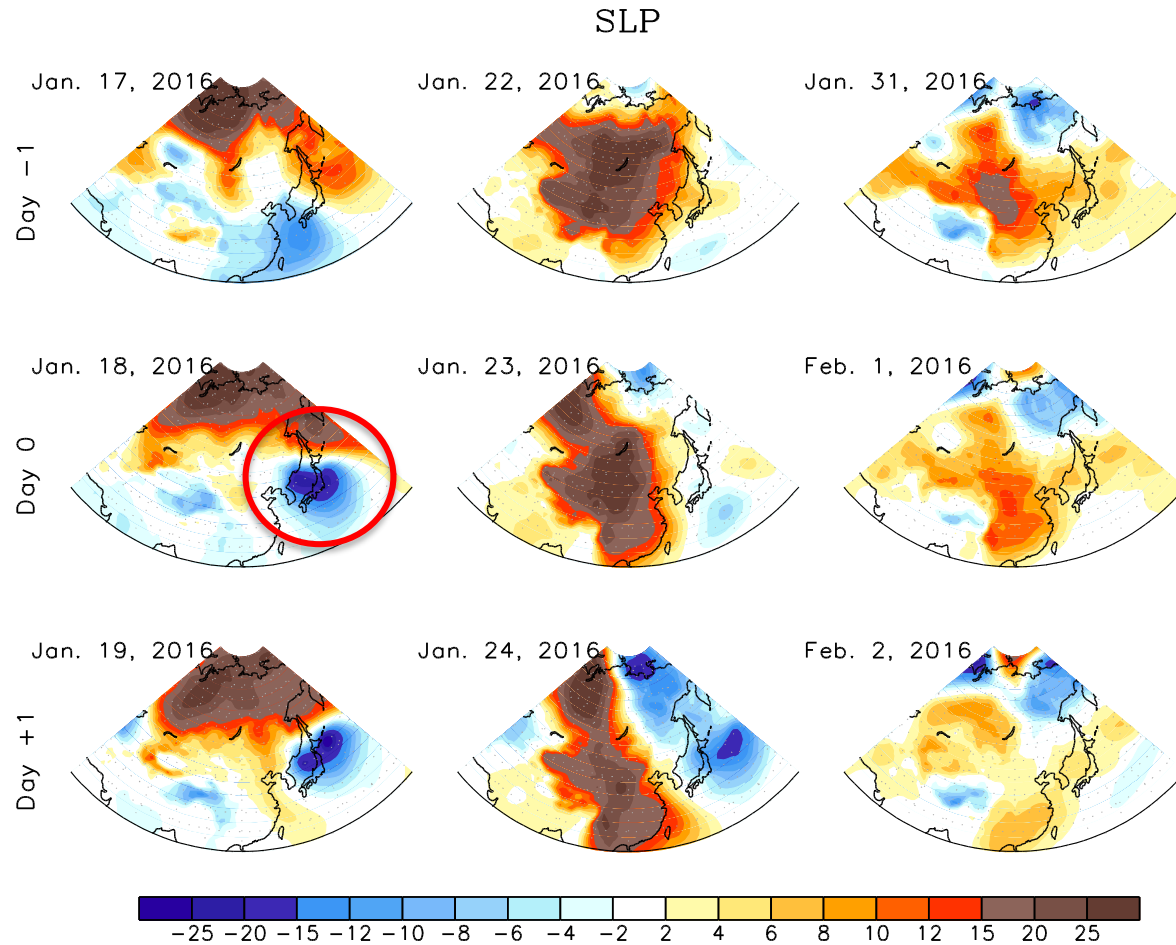 SLP
Jan. 17, 2016
Jan. 22, 2016
Jan. 31, 2016
Day -1
Jan. 18, 2016
Jan. 23, 2016
Feb. 1, 2016
Day 0
Jan. 19, 2016
Jan. 24, 2016
Feb. 2, 2016
Day +1
-25 -20 -15 -12 -10 -8 -6 -4 -2 2 4 6 8 10 12 15 20 25